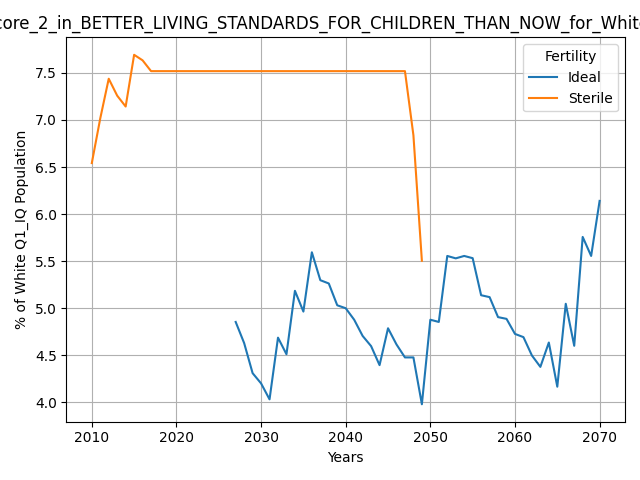 core_2_in_BETTER_LIVING_STANDARDS_FOR_CHILDREN_THAN_NOW_for_White
Fertility
Ideal
Sterile
% of White Q1_IQ Population
7.5
7.0
6.5
6.0
5.5
5.0
4.5
4.0
2010 2020 2030 2040 2050 2060 2070
Years